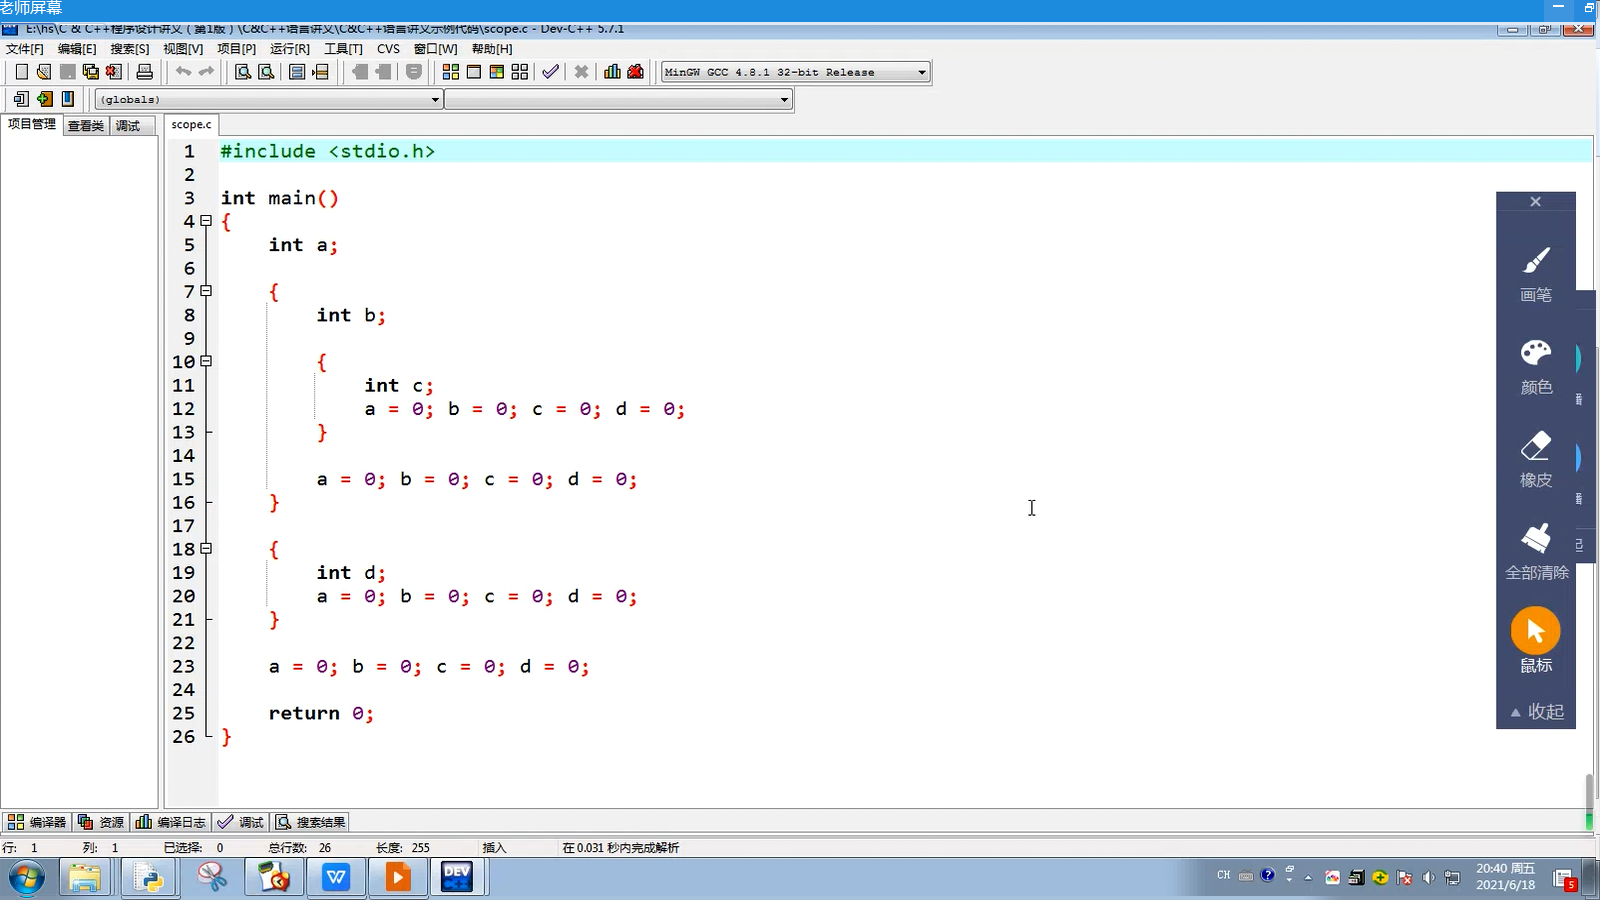 老师屏幕
E:\hs\C & C++程序设计讲义（第1版）\C&C++语言讲义\C&C++语言讲义示例代码\scope.c - Dev-C++ 5.7.1
文件[F] 编辑[E] 搜索[S] 视图[V] 项目[P] 运行[R] 工具[T] CVS 窗口[W] 帮助[H]
MinGW GCC 4.8.1 32-bit Release
(globals)
项目管理 查看类 调试 scope.c
1 #include <stdio.h>
2
3 int main()
4 {
5 int a;
6
7 {
8 int b;
9
10 {
11 int c;
12 a = 0; b = 0; c = 0; d = 0;
13 }
14
15 a = 0; b = 0; c = 0; d = 0;
16 }
17
18 {
19 int d;
20 a = 0; b = 0; c = 0; d = 0;
21 }
22
23 a = 0; b = 0; c = 0; d = 0;
24
25 return 0;
26 }
画笔
颜色
橡皮
全部清除
鼠标
收起
编译器 资源 编译日志 调试 搜索结果
行: 1 列: 1 已选择: 0 总行数: 26 长度: 255 插入 在 0.031 秒内完成解析
DEV
CH
20:40 周五
2021/6/18
5